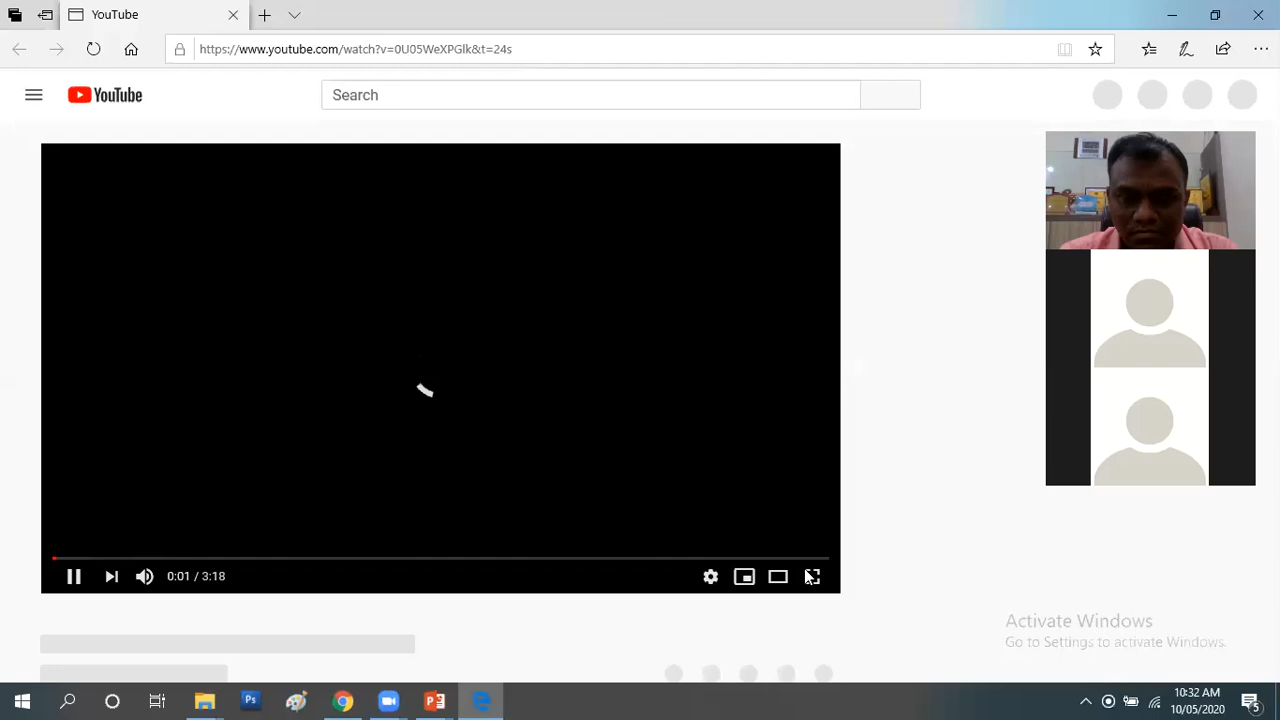 YouTube
https://www.youtube.com/watch?v=0U05WeXPGlk&t=24s
YouTube
Search
0:01 / 3:18
Activate Windows
Go to Settings to activate Windows.
Ps
10:32 AM
10/05/2020
5